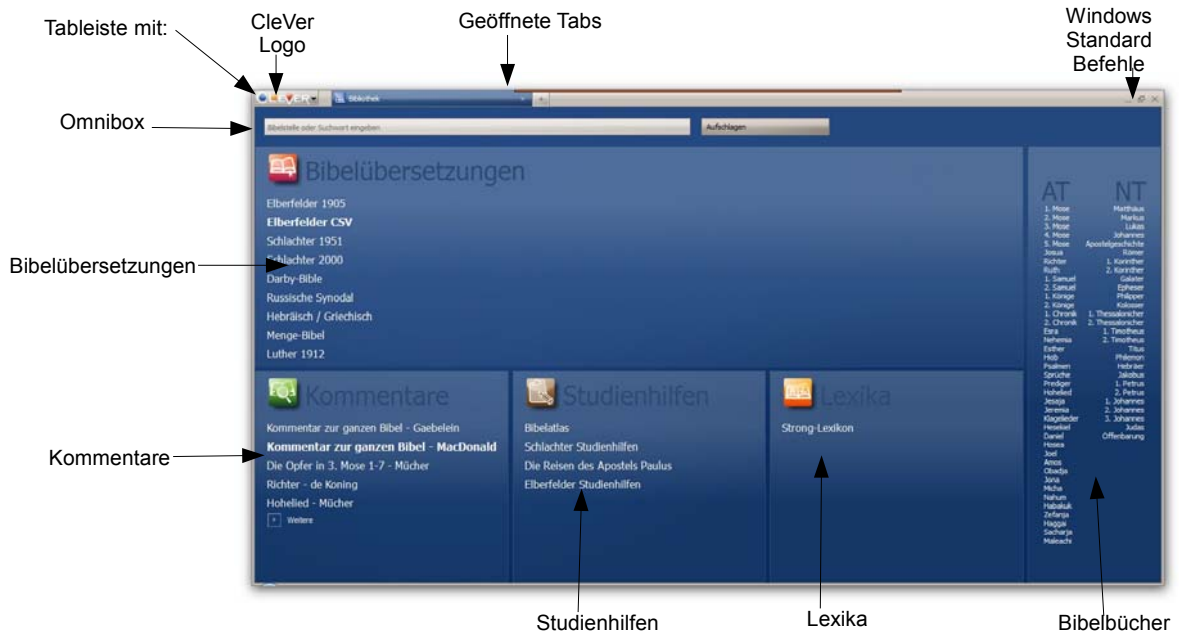 Tableiste mit:
CleVer
Logo
Geöffnete Tabs
Windows
Standard
Befehle
CLEVER
Bibliothek
Omnibox
Bibelstelle oder Suchwort eingeben
Aufschlagen
Bibelübersetzungen
Elberfelder 1905
Elberfelder CSV
Schlachter 1951
Schlachter 2000
Darby-Bible
Russische Synodal
Hebräisch / Griechisch
Menge-Bibel
Luther 1912
Bibelübersetzungen
Kommentare
Kommentar zur ganzen Bibel - Gaebelein
Kommentar zur ganzen Bibel - MacDonald
Die Opfer in 3. Mose 1-7 - Mücher
Richter - de Koning
Hohelied - Mücher
Weitere
Kommentare
Studienhilfen
Bibelatlas
Schlachter Studienhilfen
Die Reisen des Apostels Paulus
Elberfelder Studienhilfen
Lexika
Strong-Lexikon
AT
1. Mose
2. Mose
3. Mose
4. Mose
5. Mose
Josua
Richter
Ruth
1. Samuel
2. Samuel
1. Könige
2. Könige
1. Chronik
2. Chronik
Esra
Nehemia
Esther
Hiob
Psalmen
Sprüche
Prediger
Hohelied
Jesaja
Jeremia
Klagelieder
Hesekiel
Daniel
Hosea
Joel
Amos
Obadja
Jona
Micha
Nahum
Habakuk
Zefanja
Haggai
Sacharja
Maleachi
NT
Matthäus
Markus
Lukas
Johannes
Apostelgeschichte
Römer
1. Korinther
2. Korinther
Galater
Epheser
Philipper
Kolosser
1. Thessalonicher
2. Thessalonicher
1. Timotheus
2. Timotheus
Titus
Philemon
Hebräer
Jakobus
1. Petrus
2. Petrus
1. Johannes
2. Johannes
3. Johannes
Judas
Offenbarung
Studienhilfen
Lexika
Bibelbücher